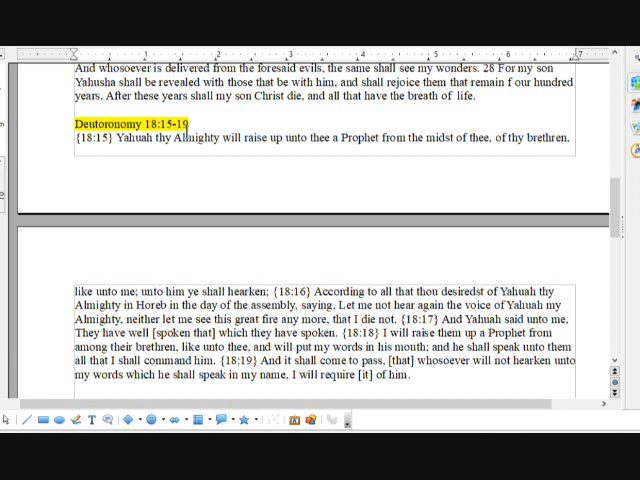 1 2 3 4 5 6 7
And whosoever is delivered from the foresaid evils, the same shall see my wonders. 28 For my son
Yahusha shall be revealed with those that be with him, and shall rejoice them that remain f our hundred
years. After these years shall my son Christ die, and all that have the breath of life.
Deutoronomy 18:15-19
{18:15} Yahuah thy Almighty will raise up unto thee a Prophet from the midst of thee, of thy brethren,
like unto me; unto him ye shall hearken; {18:16} According to all that thou desiredst of Yahuah thy
Almighty in Horeb in the day of the assembly, saying, Let me not hear again the voice of Yahuah my
Almighty, neither let me see this great fire any more, that I die not. {18:17} And Yahuah said unto me,
They have well [spoken that] which they have spoken. {18:18} I will raise them up a Prophet from
among their brethren, like unto thee, and will put my words in his mouth; and he shall speak unto them
all that I shall command him. {18:19} And it shall come to pass, [that] whosoever will not hearken unto
my words which he shall speak in my name, I will require [it] of him.